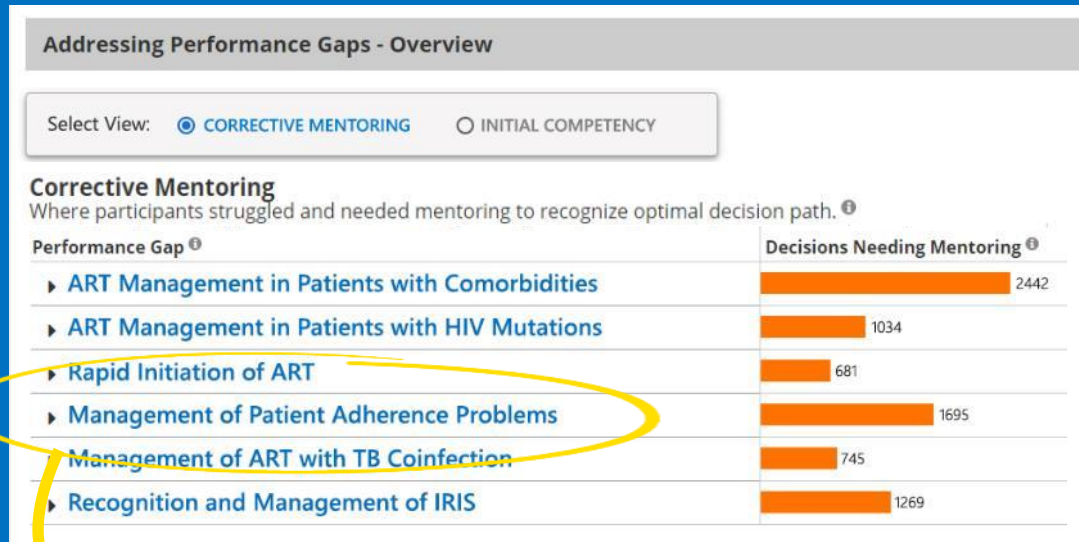 Addressing Performance Gaps - Overview
Select View: CORRECTIVE MENTORING INITIAL COMPETENCY
Corrective Mentoring
Where participants struggled and needed mentoring to recognize optimal decision path.
Performance Gap Decisions Needing Mentoring
ART Management in Patients with Comorbidities 2442
ART Management in Patients with HIV Mutations 1034
Rapid Initiation of ART 681
Management of Patient Adherence Problems 1695
Management of ART with TB Coinfection 745
Recognition and Management of IRIS 1269